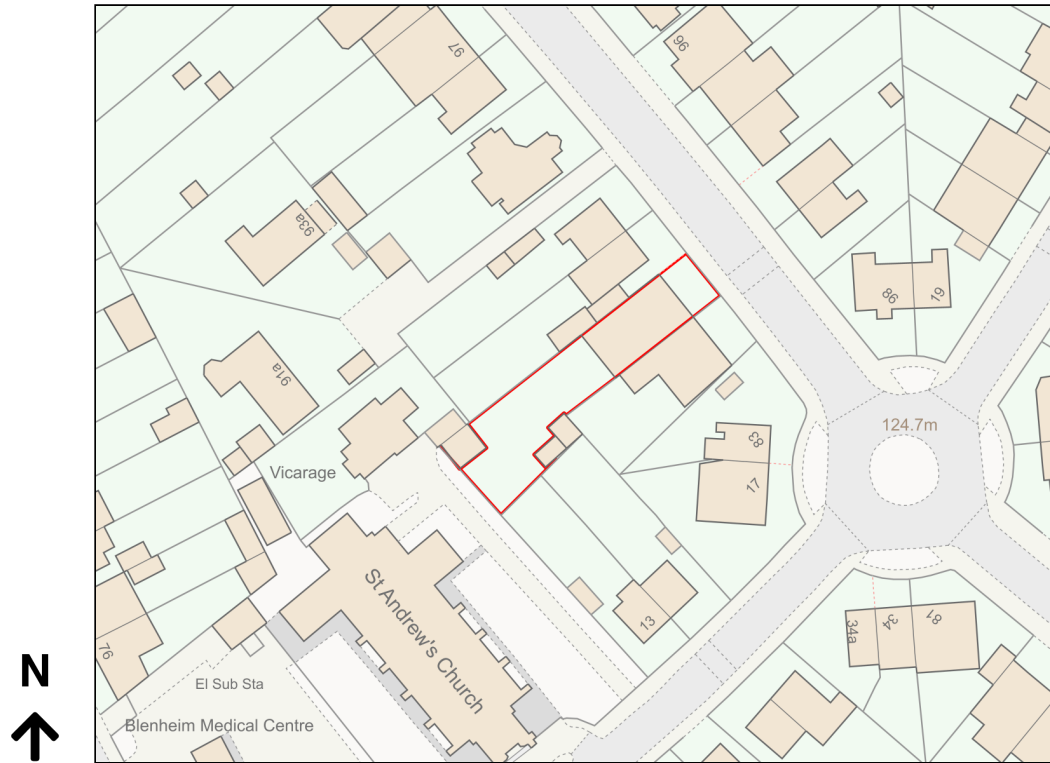 97
96
93a
98
19
91a
124.7m
83
17
Vicarage
St Andrew's Church
13
34a
34
81
76
N
El Sub Sta
Blenheim Medical Centre